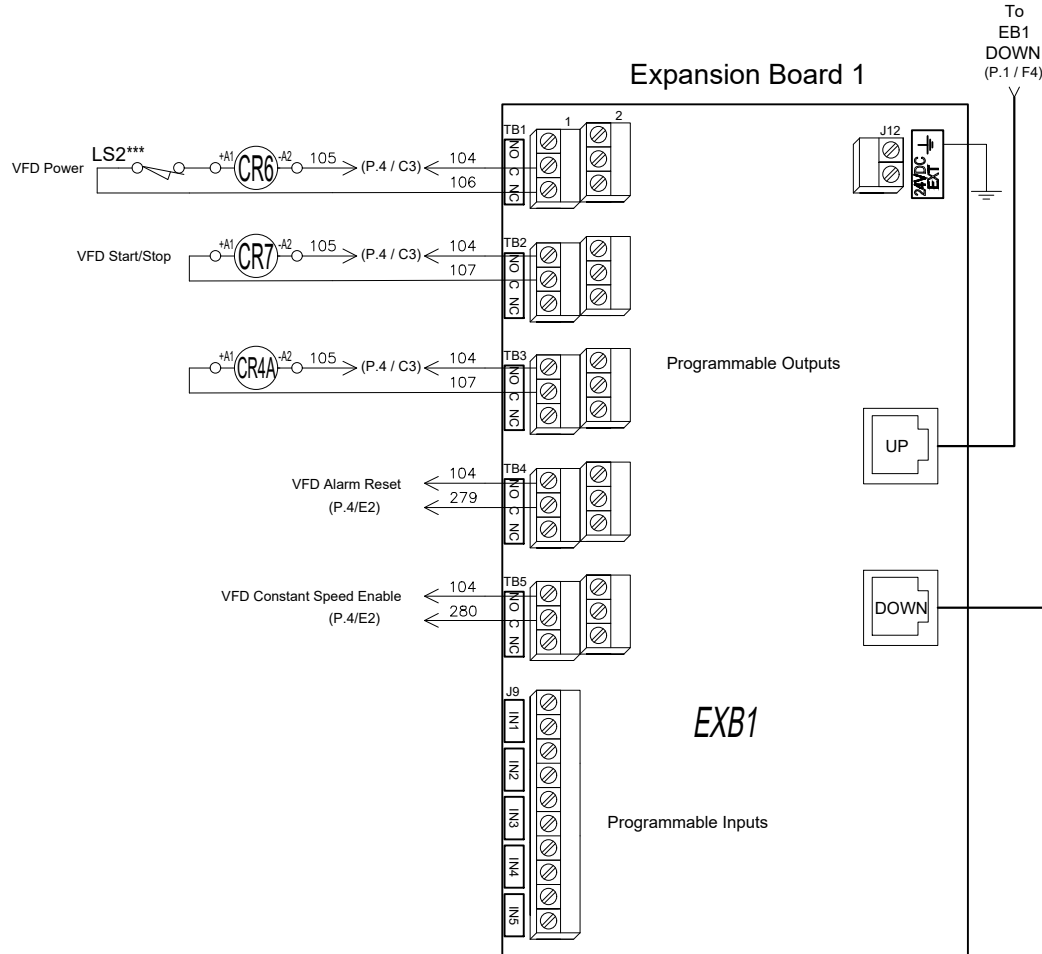 To
EB1
DOWN
(P.1 / F4)
Expansion Board 1
TB1
1
2
NO C NC
J12
24VDC
EXT
VFD Power
LS2***
+A1
CR6
-A2
105
(P.4 / C3)
104
106
TB2
NO C NC
VFD Start/Stop
+A1
CR7
-A2
105
(P.4 / C3)
104
107
TB3
NO C NC
+A1
CR4A
-A2
105
(P.4 / C3)
104
107
Programmable Outputs
UP
TB4
NO C NC
VFD Alarm Reset
(P.4/E2)
104
279
TB5
NO C NC
VFD Constant Speed Enable
(P.4/E2)
104
280
DOWN
J9
IN1
IN2
IN3
IN4
IN5
EXB1
Programmable Inputs